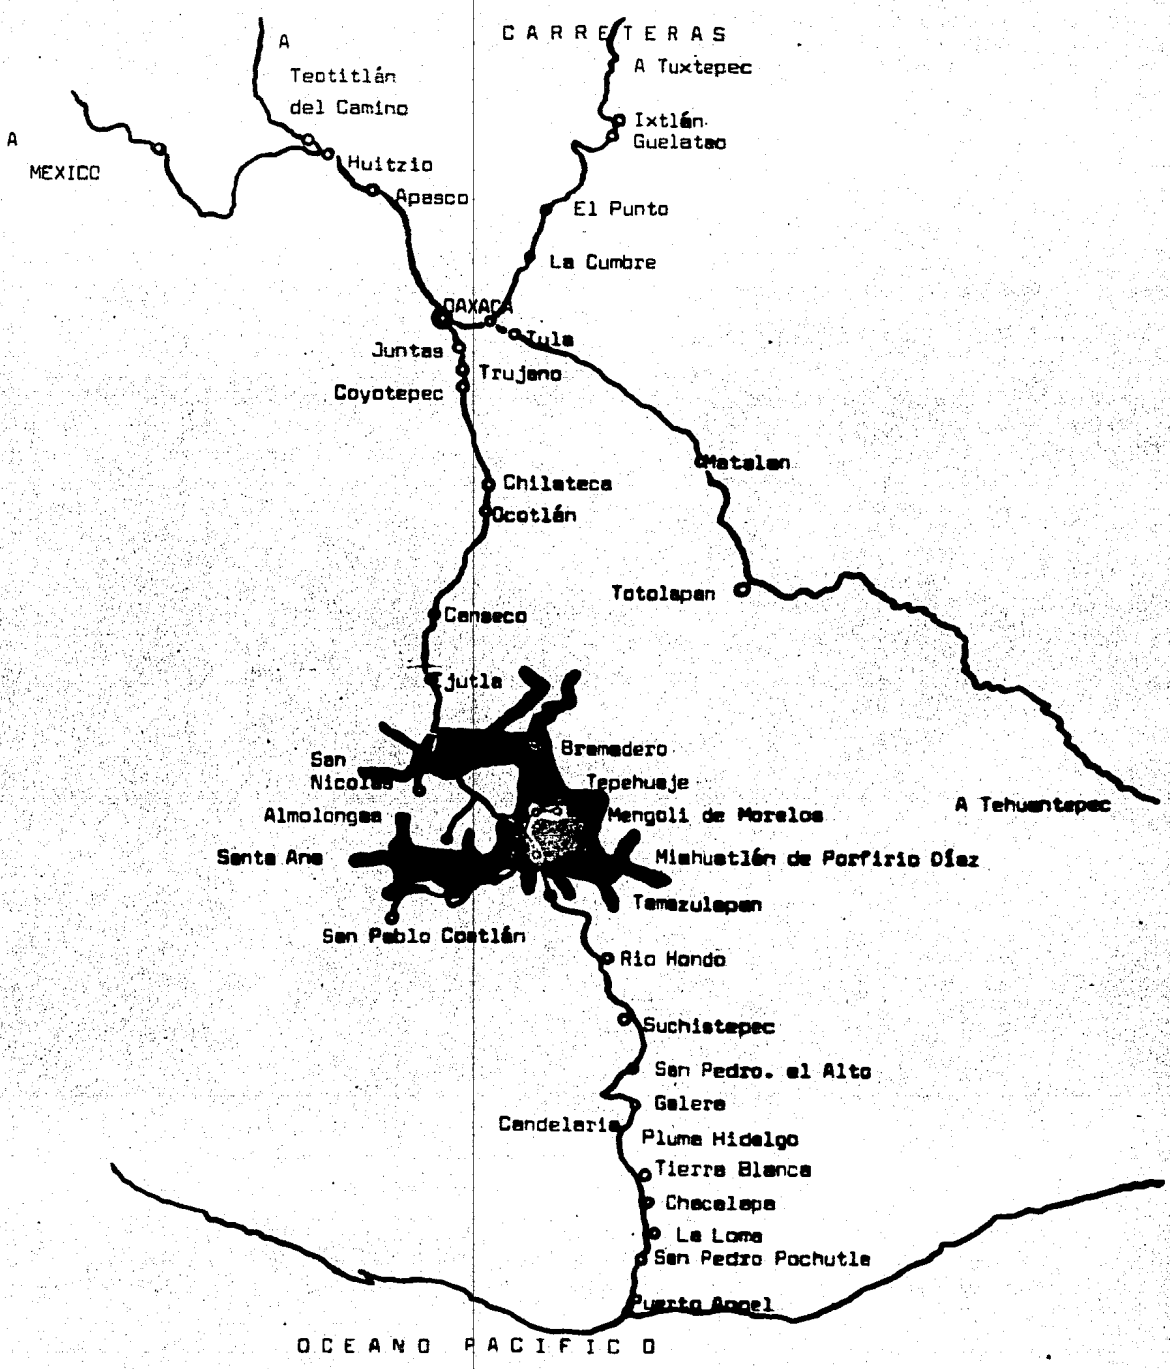 CARRETERAS
A
Teotitlán
del Camino
A Tuxtepec
Ixtlán
Guelatao
A
MEXICO
Huitzio
Apasco
El Punto
La Cumbre
OAXACA
Tula
Juntas
Trujano
Coyotepec
Matalan
Chilateca
Ocotlán
Totolapan
Canseco
Ejutla
Bramadero
San
Nicolas
Tepehuaje
A Tehuantepec
Almolongas
Mengoli de Morelos
Santa Ana
Miahuatlán de Porfirio Díaz
Tamazulapan
San Pablo Coatlán
Rio Hondo
Suchistepec
San Pedro. el Alto
Galera
Candelaria
Pluma Hidalgo
Tierra Blanca
Chacalapa
La Loma
San Pedro Pochutla
Puerto Angel
OCEANO PACIFICO